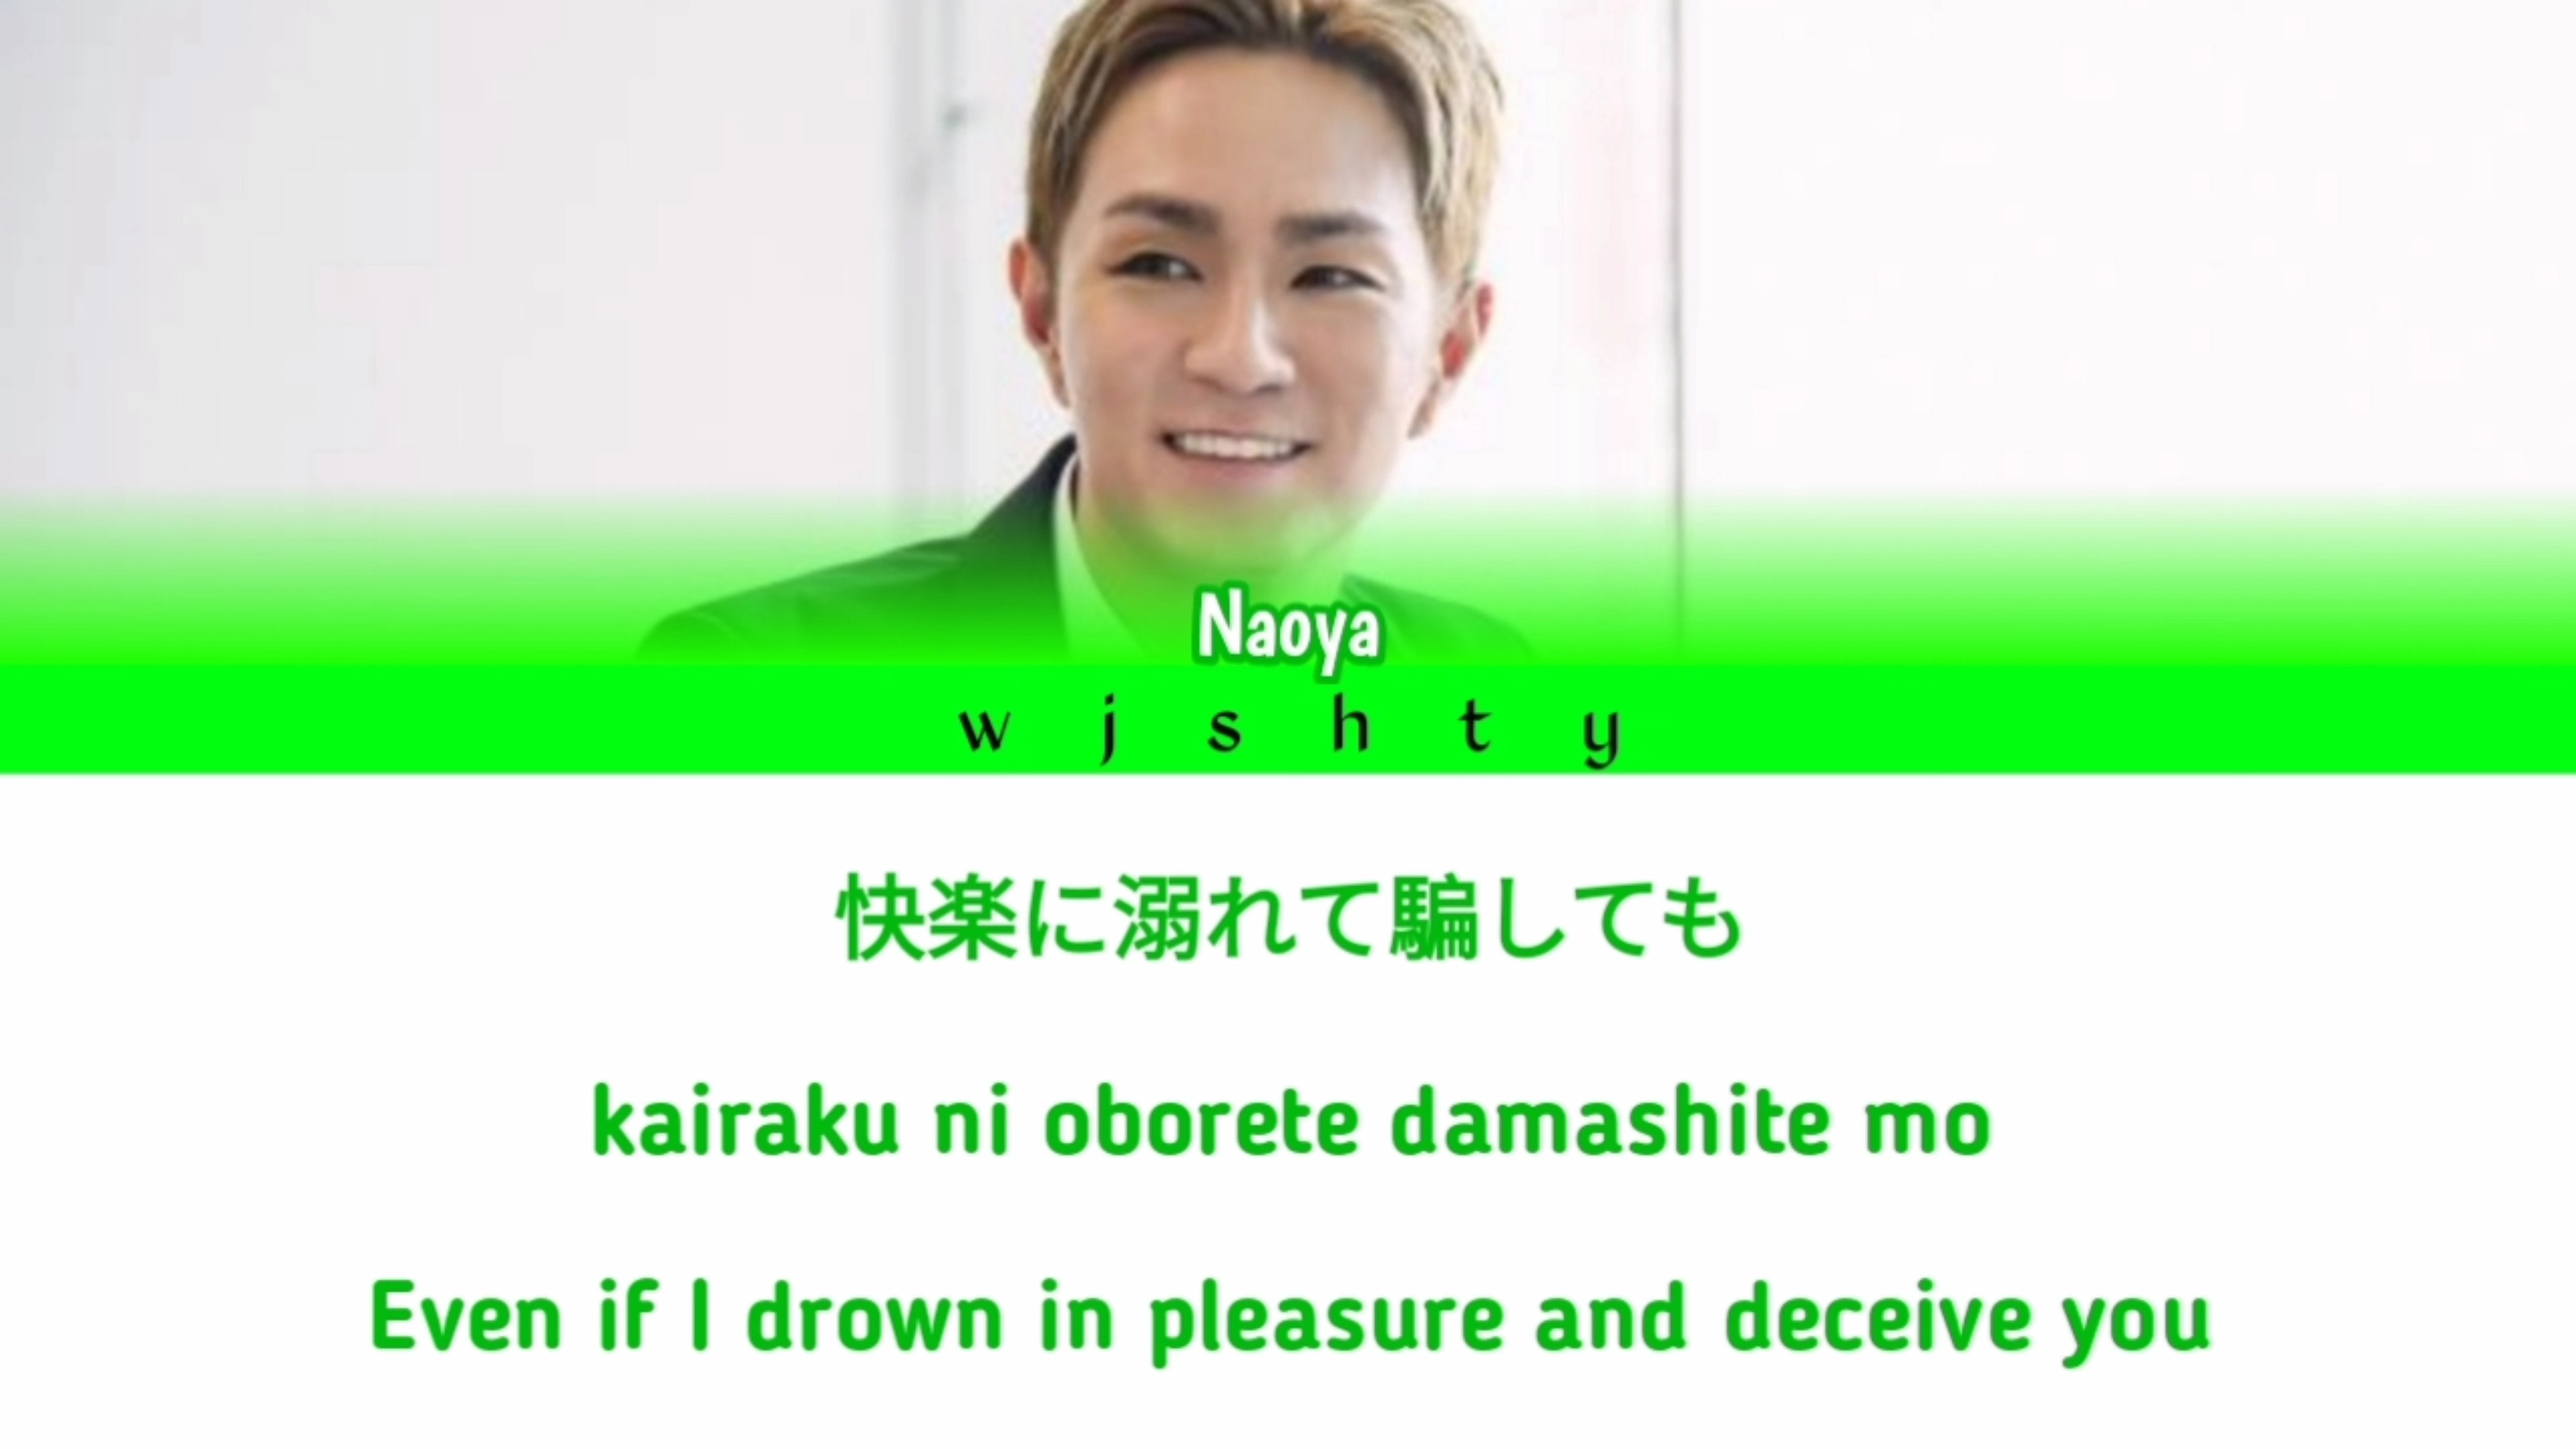 Naoya
w j s h t y
快楽に溺れて騙しても
kairaku ni oborete damashite mo
Even if I drown in pleasure and deceive you